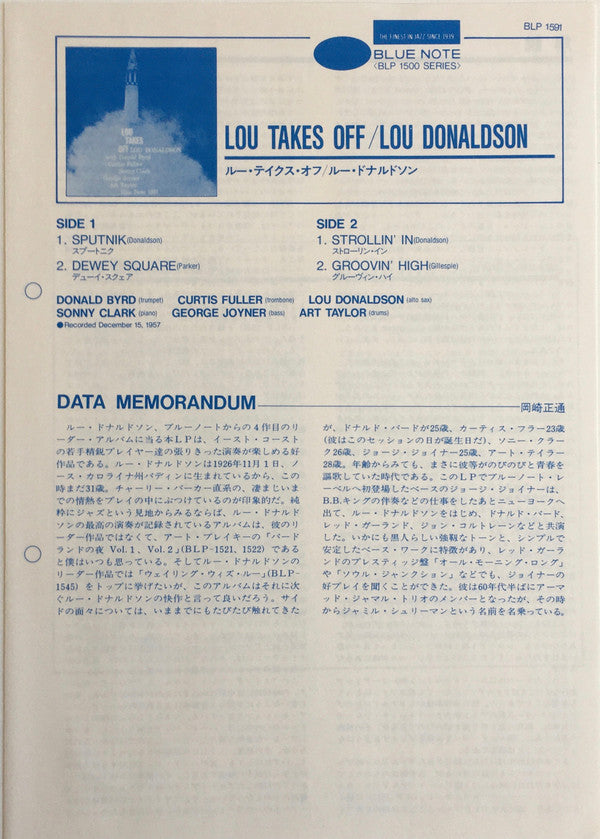 BLP 1591
THE FINEST IN JAZZ SINCE 1939
BLUE NOTE
〈BLP 1500 SERIES〉
LOU
TAKES
OFF LOU DONALDSON
with Donald Byrd
Curtis Fuller
Sonny Clark
George Joyner
Art Taylor
Blue Note 1591
LOU TAKES OFF/LOU DONALDSON
ルー・テイクス・オフ/ルー・ドナルドソン
SIDE 1
1. SPUTNIK(Donaldson)
スプートニク
2. DEWEY SQUARE(Parker)
デューイ・スクェア
SIDE 2
1. STROLLIN' IN(Donaldson)
ストローリン・イン
2. GROOVIN' HIGH(Gillespie)
グルーヴィン・ハイ
DONALD BYRD (trumpet) CURTIS FULLER (trombone) LOU DONALDSON (alto sax)
SONNY CLARK (piano) GEORGE JOYNER (bass) ART TAYLOR (drums)
●Recorded December 15, 1957
DATA MEMORANDUM
岡崎正通
ルー・ドナルドソン、ブルーノートからの4作目のリ
ーダー・アルバムに当る本LPは、イースト・コースト
の若手精鋭プレイヤー達の張りきった演奏が楽しめる好
作品である。ルー・ドナルドソンは1926年11月1日、ノ
ース・カロライナ州バディンに生まれているから、この
時まだ31歳。チャーリー・パーカー直系の、凄まじいま
での情熱をプレイの中にぶつけているのが印象的だ。純
粋にジャズという見地からみるならば、ルー・ドナルド
ソンの最高の演奏が記録されているアルバムは、彼のリ
ーダー作品ではなくて、アート・ブレイキーの「バード
ランドの夜 Vol.1、Vol.2」(BLP-1521、1522) である
と僕はいつも思っている。そしてルー・ドナルドソンの
リーダー作品では「ウェイリング・ウィズ・ルー」(BLP-
1545) をトップに挙げたいが、このアルバムはそれに次
ぐルー・ドナルドソンの快作と言って良いだろう。サイ
ドの面々については、いままでにもたびたび触れてきた
が、ドナルド・バードが25歳、カーティス・フラー23歳
(彼はこのセッションの日が誕生日だ)、ソニー・クラー
ク26歳、ジョージ・ジョイナー25歳、アート・テイラー
28歳。年齢からみても、まさに彼等がのびのびと青春を
謳歌していた時代である。このLPでブルーノート・レ
ーベルへ初登場したベースのジョージ・ジョイナーは、
B.B.キングの伴奏などの仕事をしたあとニューヨークへ
出て、ルー・ドナルドソンをはじめ、ドナルド・バード、
レッド・ガーランド、ジョン・コルトレーンなどと共演
した。いかにも黒人らしい強靱なトーンと、シンプルで
安定したベース・ワークに特徴があり、レッド・ガーラ
ンドのプレスティッジ盤「オール・モーニング・ロング」
や「ソウル・ジャンクション」などでも、ジョイナーの
好プレイを聞くことができた。彼は60年代半ばにアーマ
ッド・ジャマル・トリオのメンバーとなったが、その時
からジャミル・シュリーマンという名前を名乗っている。